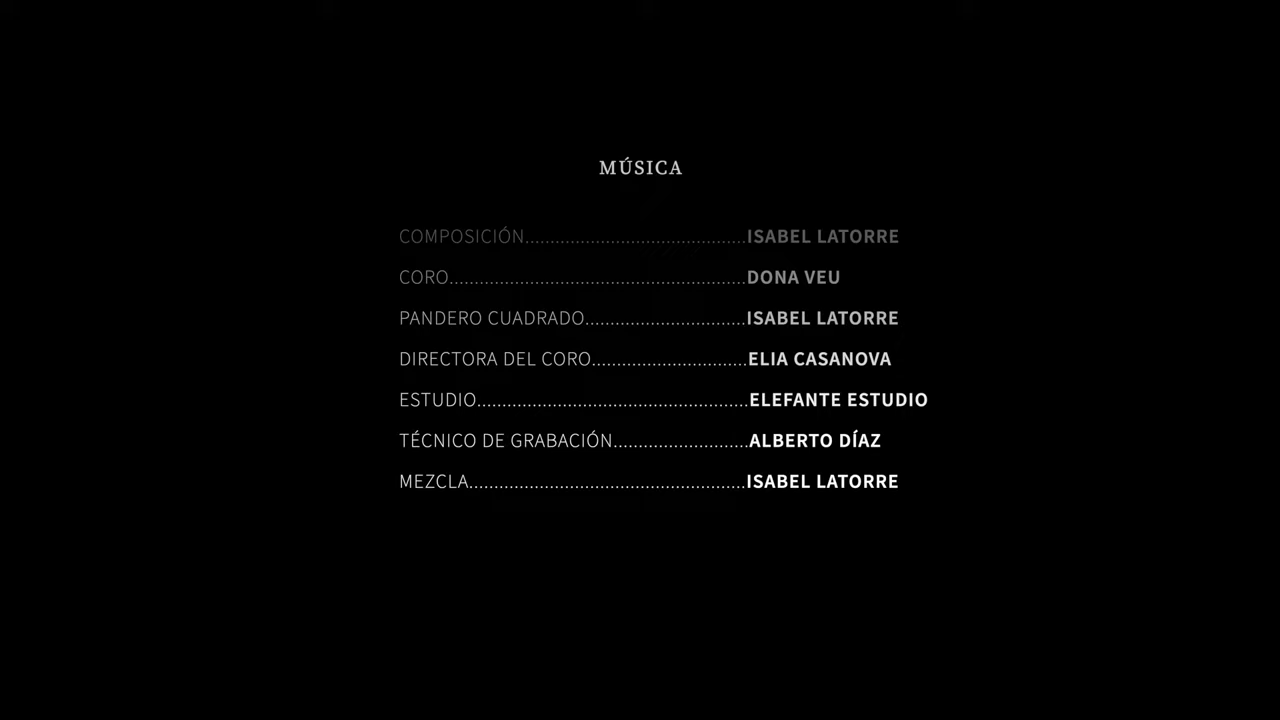 MÚSICA
COMPOSICIÓN............................................ISABEL LATORRE
CORO...........................................................DONA VEU
PANDERO CUADRADO................................ISABEL LATORRE
DIRECTORA DEL CORO...............................ELIA CASANOVA
ESTUDIO......................................................ELEFANTE ESTUDIO
TÉCNICO DE GRABACIÓN...........................ALBERTO DÍAZ
MEZCLA.......................................................ISABEL LATORRE